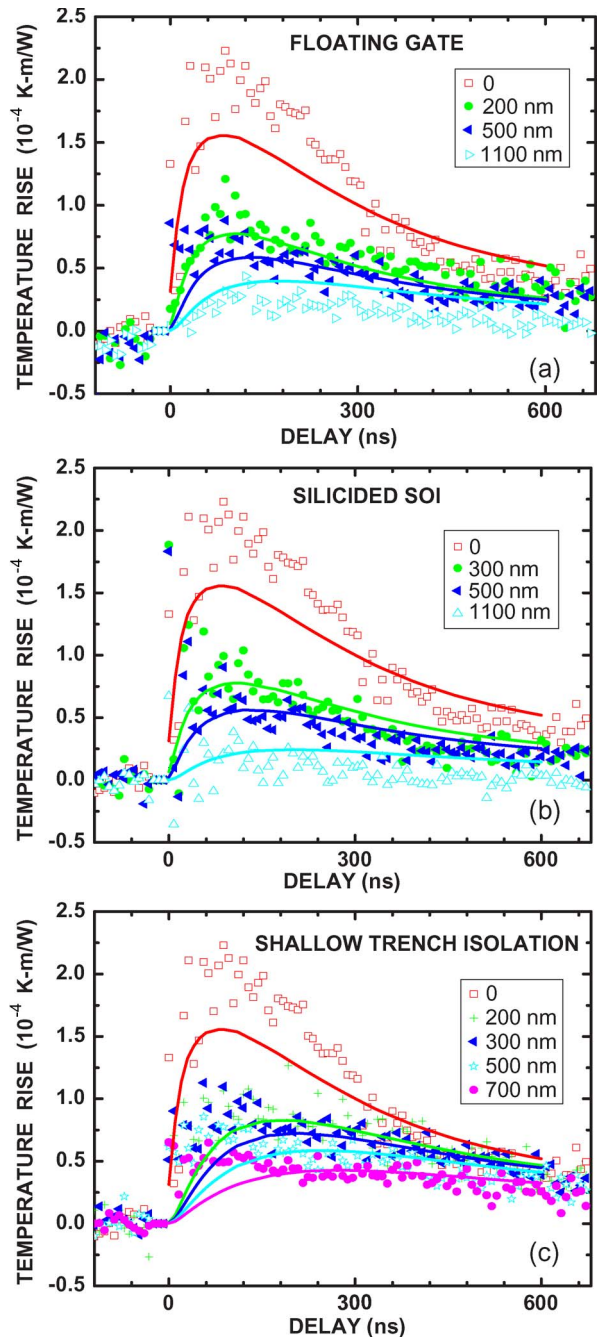 2.5
FLOATING GATE
2.0
0
200 nm
500 nm
1100 nm
1.5
1.0
0.5
0.0
-0.5
TEMPERATURE RISE (10⁻⁴ K-m/W)
(a)
0 300 600
DELAY (ns)
2.5
SILICIDED SOI
2.0
0
300 nm
500 nm
1100 nm
1.5
1.0
0.5
0.0
-0.5
TEMPERATURE RISE (10⁻⁴ K-m/W)
(b)
0 300 600
DELAY (ns)
2.5
SHALLOW TRENCH ISOLATION
2.0
0
200 nm
300 nm
500 nm
700 nm
1.5
1.0
0.5
0.0
-0.5
TEMPERATURE RISE (10⁻⁴ K-m/W)
(c)
0 300 600
DELAY (ns)